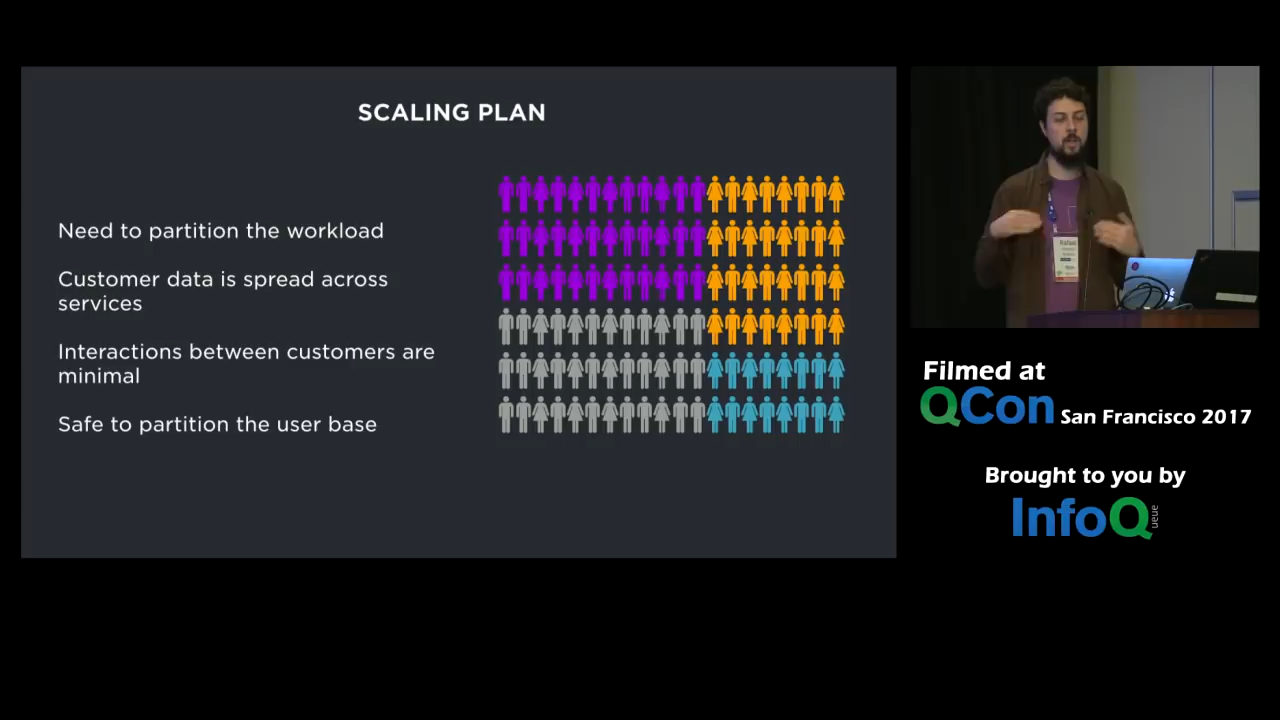 SCALING PLAN
Need to partition the workload
Customer data is spread across
services
Interactions between customers are
minimal
Safe to partition the user base
Filmed at
QCon San Francisco 2017
Brought to you by
InfoQ
ueue